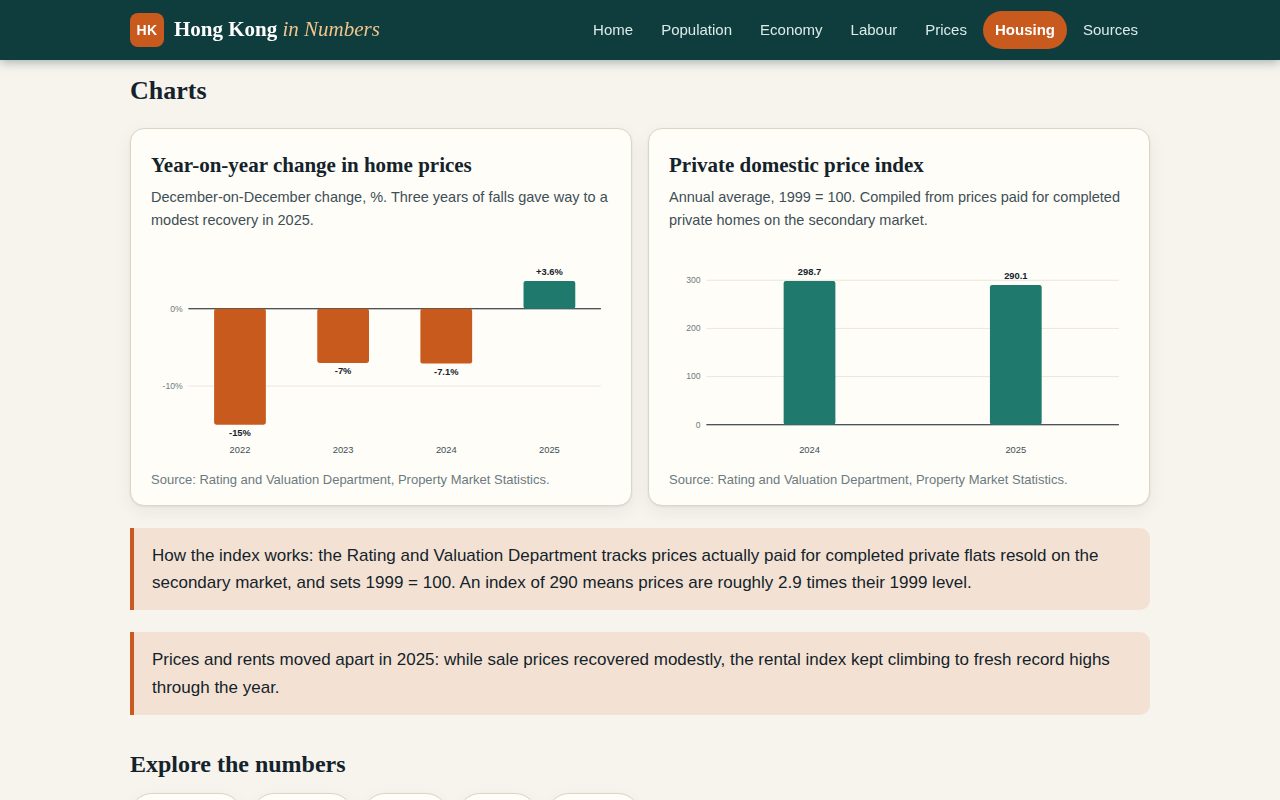 HK Hong Kong in Numbers Home Population Economy Labour Prices Housing Sources
Charts
Year-on-year change in home prices
December-on-December change, %. Three years of falls gave way to a
modest recovery in 2025.
+3.6%
0%
-7%
-7.1%
-10%
-15%
2022 2023 2024 2025
Source: Rating and Valuation Department, Property Market Statistics.
Private domestic price index
Annual average, 1999 = 100. Compiled from prices paid for completed
private homes on the secondary market.
298.7 290.1
300
200
100
0
2024 2025
Source: Rating and Valuation Department, Property Market Statistics.
How the index works: the Rating and Valuation Department tracks prices actually paid for completed private flats resold on the
secondary market, and sets 1999 = 100. An index of 290 means prices are roughly 2.9 times their 1999 level.
Prices and rents moved apart in 2025: while sale prices recovered modestly, the rental index kept climbing to fresh record highs
through the year.
Explore the numbers